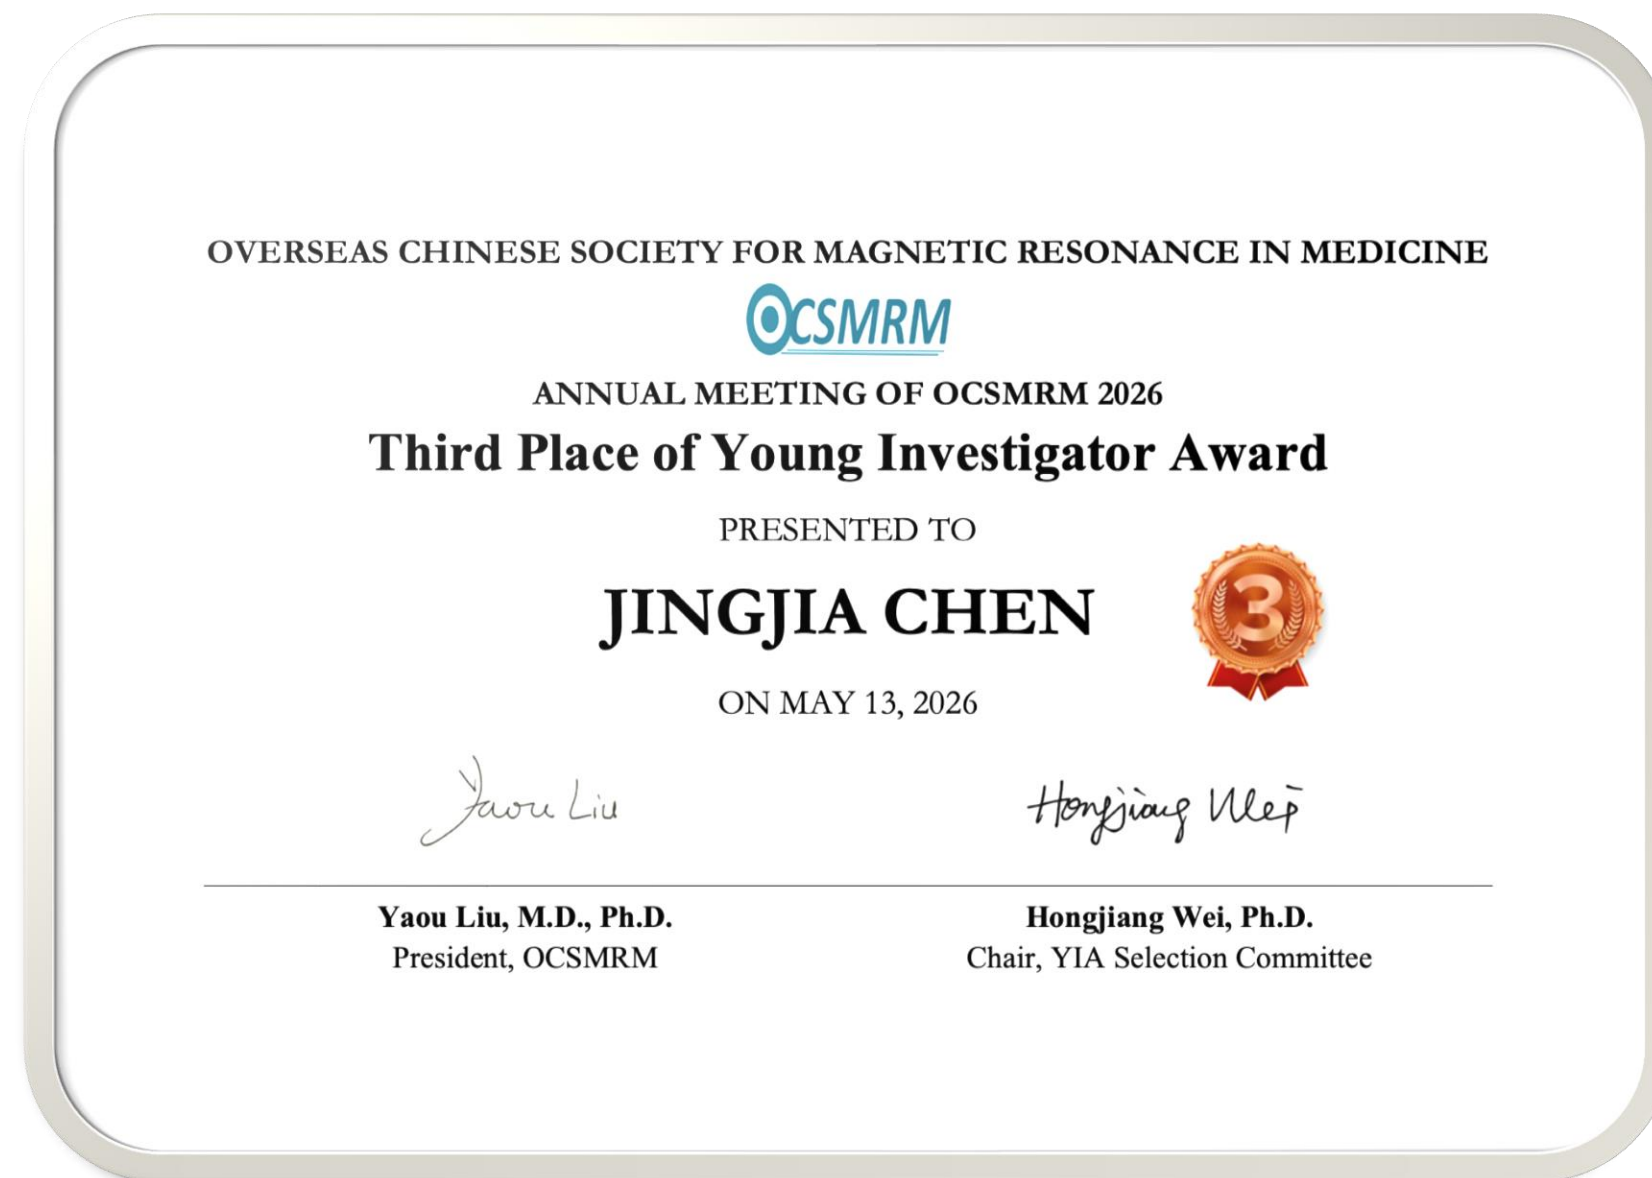 OVERSEAS CHINESE SOCIETY FOR MAGNETIC RESONANCE IN MEDICINE
OCSMRM
ANNUAL MEETING OF OCSMRM 2026
Third Place of Young Investigator Award
PRESENTED TO
JINGJIA CHEN
3
ON MAY 13, 2026
Yaou Liu
Hongjiang Wei
Yaou Liu, M.D., Ph.D.
Hongjiang Wei, Ph.D.
President, OCSMRM
Chair, YIA Selection Committee